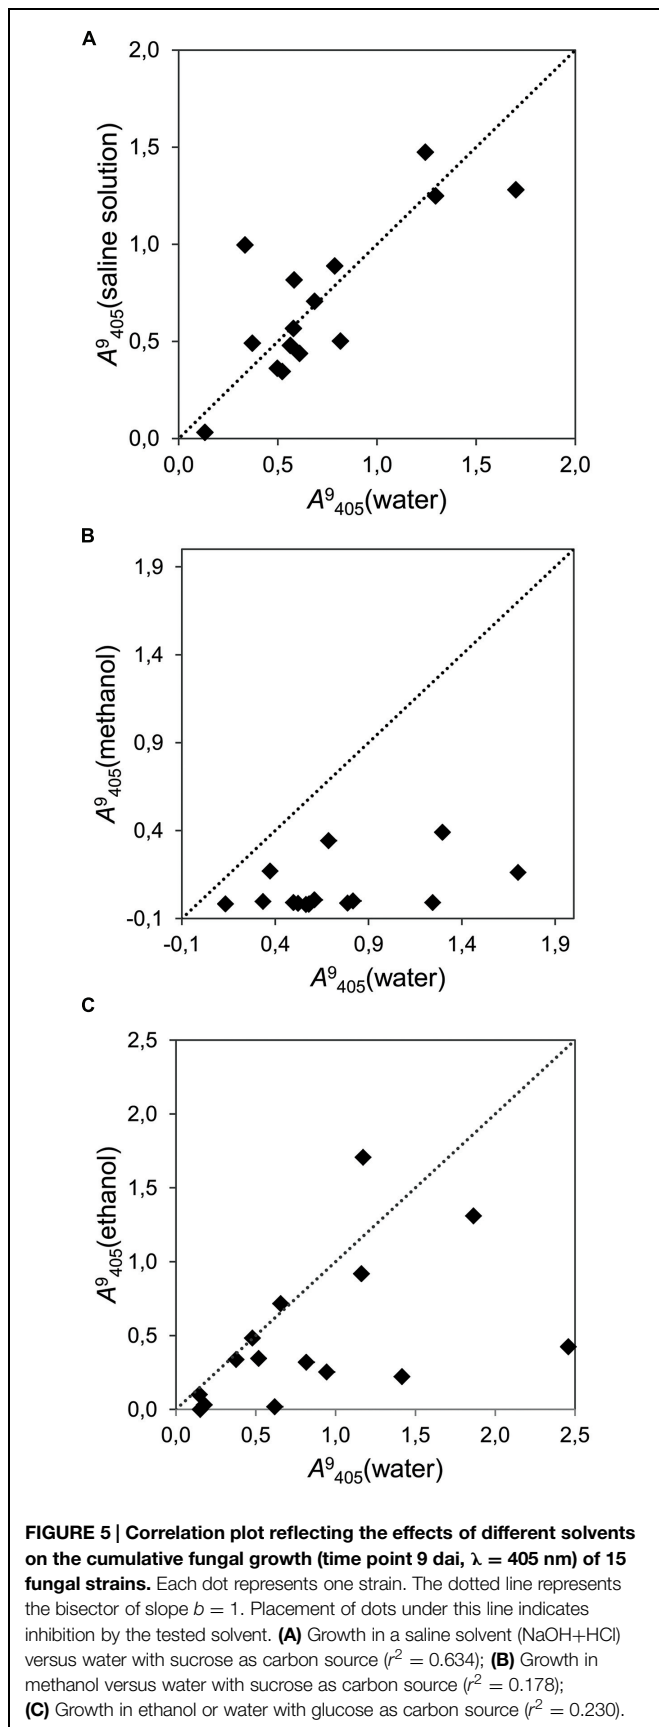 A
2,0
1,5
1,0
0,5
0,0
A⁹₄₀₅(saline solution)
0,0 0,5 1,0 1,5 2,0
A⁹₄₀₅(water)
B
1,9
1,4
0,9
0,4
-0,1
A⁹₄₀₅(methanol)
-0,1 0,4 0,9 1,4 1,9
A⁹₄₀₅(water)
C
2,5
2,0
1,5
1,0
0,5
0,0
A⁹₄₀₅(ethanol)
0,0 0,5 1,0 1,5 2,0 2,5
A⁹₄₀₅(water)
FIGURE 5 | Correlation plot reflecting the effects of different solvents
on the cumulative fungal growth (time point 9 dai, λ = 405 nm) of 15
fungal strains. Each dot represents one strain. The dotted line represents
the bisector of slope b = 1. Placement of dots under this line indicates
inhibition by the tested solvent. (A) Growth in a saline solvent (NaOH+HCl)
versus water with sucrose as carbon source (r² = 0.634); (B) Growth in
methanol versus water with sucrose as carbon source (r² = 0.178);
(C) Growth in ethanol or water with glucose as carbon source (r² = 0.230).